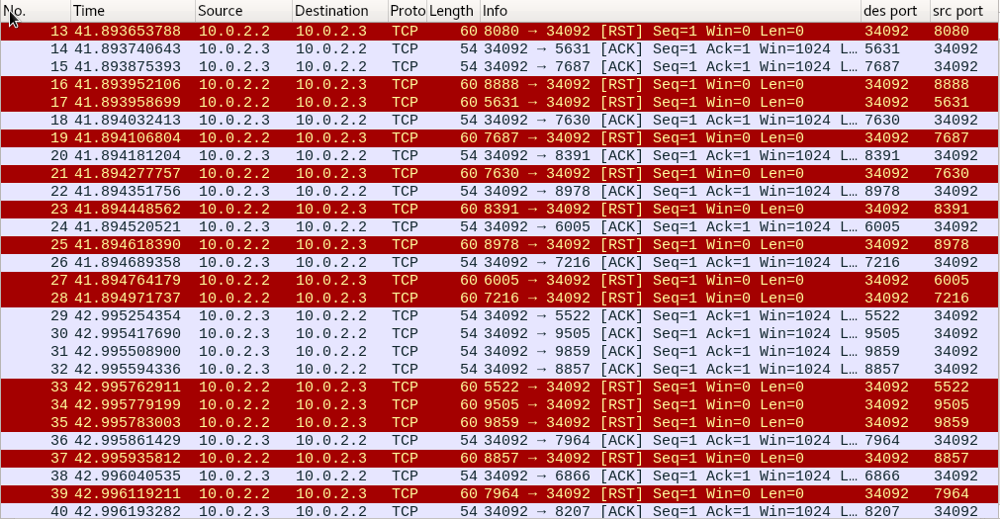 No. Time Source Destination Proto Length Info des port src port
13 41.893653788 10.0.2.2 10.0.2.3 TCP 60 8080 → 34092 [RST] Seq=1 Win=0 Len=0 34092 8080
14 41.893740643 10.0.2.3 10.0.2.2 TCP 54 34092 → 5631 [ACK] Seq=1 Ack=1 Win=1024 L… 5631 34092
15 41.893875393 10.0.2.3 10.0.2.2 TCP 54 34092 → 7687 [ACK] Seq=1 Ack=1 Win=1024 L… 7687 34092
16 41.893952106 10.0.2.2 10.0.2.3 TCP 60 8888 → 34092 [RST] Seq=1 Win=0 Len=0 34092 8888
17 41.893958699 10.0.2.2 10.0.2.3 TCP 60 5631 → 34092 [RST] Seq=1 Win=0 Len=0 34092 5631
18 41.894032413 10.0.2.3 10.0.2.2 TCP 54 34092 → 7630 [ACK] Seq=1 Ack=1 Win=1024 L… 7630 34092
19 41.894106804 10.0.2.2 10.0.2.3 TCP 60 7687 → 34092 [RST] Seq=1 Win=0 Len=0 34092 7687
20 41.894181204 10.0.2.3 10.0.2.2 TCP 54 34092 → 8391 [ACK] Seq=1 Ack=1 Win=1024 L… 8391 34092
21 41.894277757 10.0.2.2 10.0.2.3 TCP 60 7630 → 34092 [RST] Seq=1 Win=0 Len=0 34092 7630
22 41.894351756 10.0.2.3 10.0.2.2 TCP 54 34092 → 8978 [ACK] Seq=1 Ack=1 Win=1024 L… 8978 34092
23 41.894448562 10.0.2.2 10.0.2.3 TCP 60 8391 → 34092 [RST] Seq=1 Win=0 Len=0 34092 8391
24 41.894520521 10.0.2.3 10.0.2.2 TCP 54 34092 → 6005 [ACK] Seq=1 Ack=1 Win=1024 L… 6005 34092
25 41.894618390 10.0.2.2 10.0.2.3 TCP 60 8978 → 34092 [RST] Seq=1 Win=0 Len=0 34092 8978
26 41.894689358 10.0.2.3 10.0.2.2 TCP 54 34092 → 7216 [ACK] Seq=1 Ack=1 Win=1024 L… 7216 34092
27 41.894764179 10.0.2.2 10.0.2.3 TCP 60 6005 → 34092 [RST] Seq=1 Win=0 Len=0 34092 6005
28 41.894971737 10.0.2.2 10.0.2.3 TCP 60 7216 → 34092 [RST] Seq=1 Win=0 Len=0 34092 7216
29 42.995254354 10.0.2.3 10.0.2.2 TCP 54 34092 → 5522 [ACK] Seq=1 Ack=1 Win=1024 L… 5522 34092
30 42.995417690 10.0.2.3 10.0.2.2 TCP 54 34092 → 9505 [ACK] Seq=1 Ack=1 Win=1024 L… 9505 34092
31 42.995508900 10.0.2.3 10.0.2.2 TCP 54 34092 → 9859 [ACK] Seq=1 Ack=1 Win=1024 L… 9859 34092
32 42.995594336 10.0.2.3 10.0.2.2 TCP 54 34092 → 8857 [ACK] Seq=1 Ack=1 Win=1024 L… 8857 34092
33 42.995762911 10.0.2.2 10.0.2.3 TCP 60 5522 → 34092 [RST] Seq=1 Win=0 Len=0 34092 5522
34 42.995779199 10.0.2.2 10.0.2.3 TCP 60 9505 → 34092 [RST] Seq=1 Win=0 Len=0 34092 9505
35 42.995783003 10.0.2.2 10.0.2.3 TCP 60 9859 → 34092 [RST] Seq=1 Win=0 Len=0 34092 9859
36 42.995861429 10.0.2.3 10.0.2.2 TCP 54 34092 → 7964 [ACK] Seq=1 Ack=1 Win=1024 L… 7964 34092
37 42.995935812 10.0.2.2 10.0.2.3 TCP 60 8857 → 34092 [RST] Seq=1 Win=0 Len=0 34092 8857
38 42.996040535 10.0.2.3 10.0.2.2 TCP 54 34092 → 6866 [ACK] Seq=1 Ack=1 Win=1024 L… 6866 34092
39 42.996119211 10.0.2.2 10.0.2.3 TCP 60 7964 → 34092 [RST] Seq=1 Win=0 Len=0 34092 7964
40 42.996193282 10.0.2.3 10.0.2.2 TCP 54 34092 → 8207 [ACK] Seq=1 Ack=1 Win=1024 L… 8207 34092